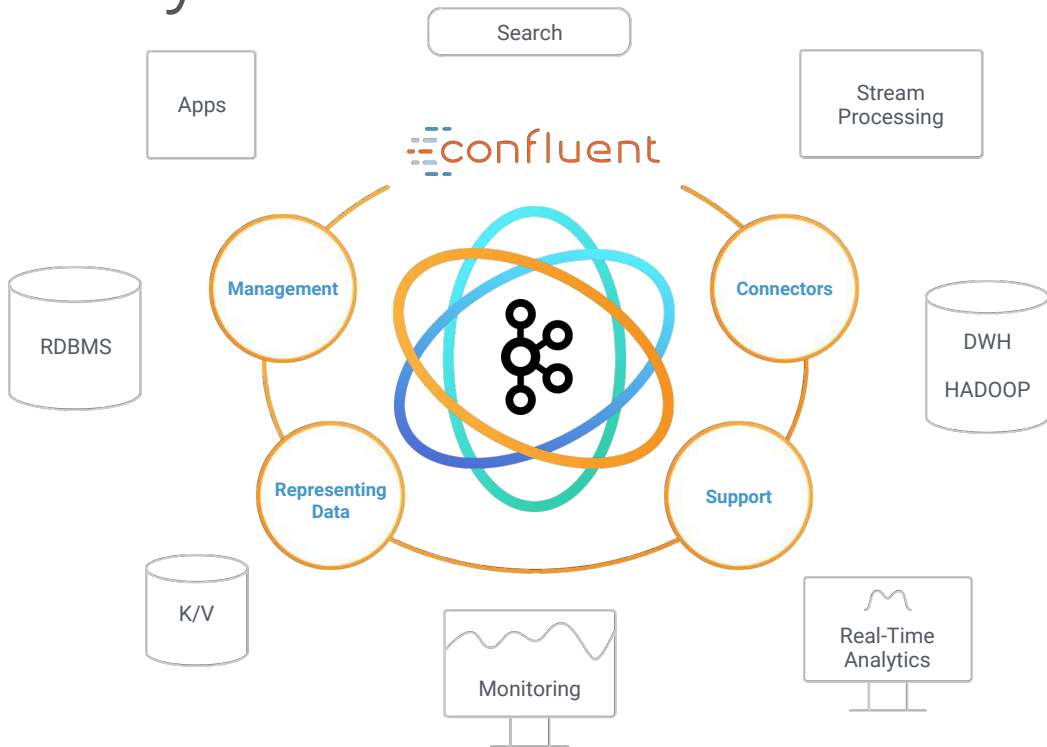 Search
Apps
Stream
Processing
confluent
Management
Connectors
RDBMS
DWH
HADOOP
Representing
Data
Support
K/V
Real-Time
Analytics
Monitoring